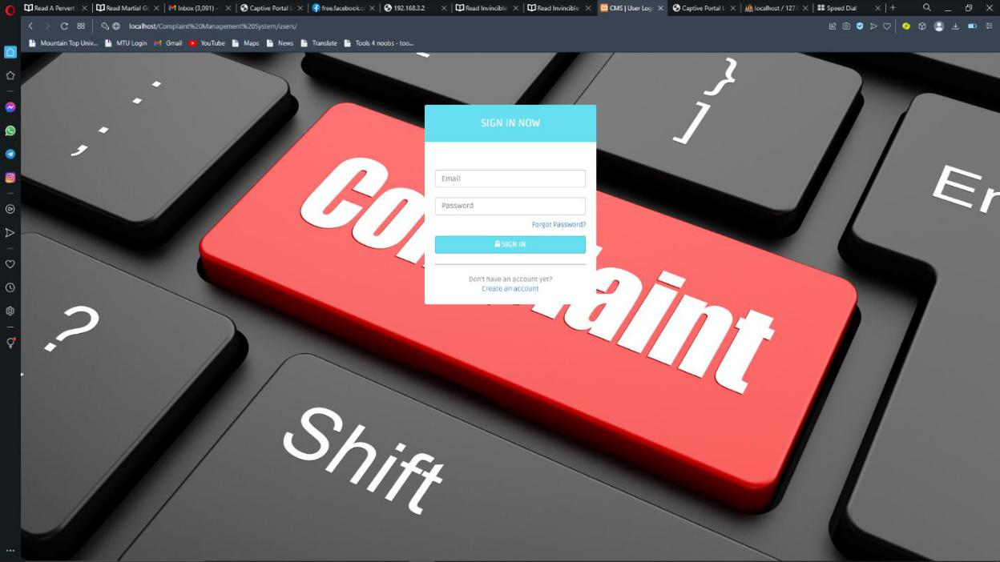 Read A Pervert
Read Martial G
Inbox (3,091) -
Captive Portal L
free.facebook.c
192.168.3.2
Read Invincible
Read Invincible
CMS | User Logi
Captive Portal L
localhost / 127.0
Speed Dial
localhost/Complaint%20Management%20System/users/
Mountain Top Univ...
MTU Login
Gmail
YouTube
Maps
News
Translate
Tools 4 noobs - too...
SIGN IN NOW
Email
Password
Forgot Password?
SIGN IN
Don't have an account yet?
Create an account
; :
} ]
En
Co
laint
?
Shift